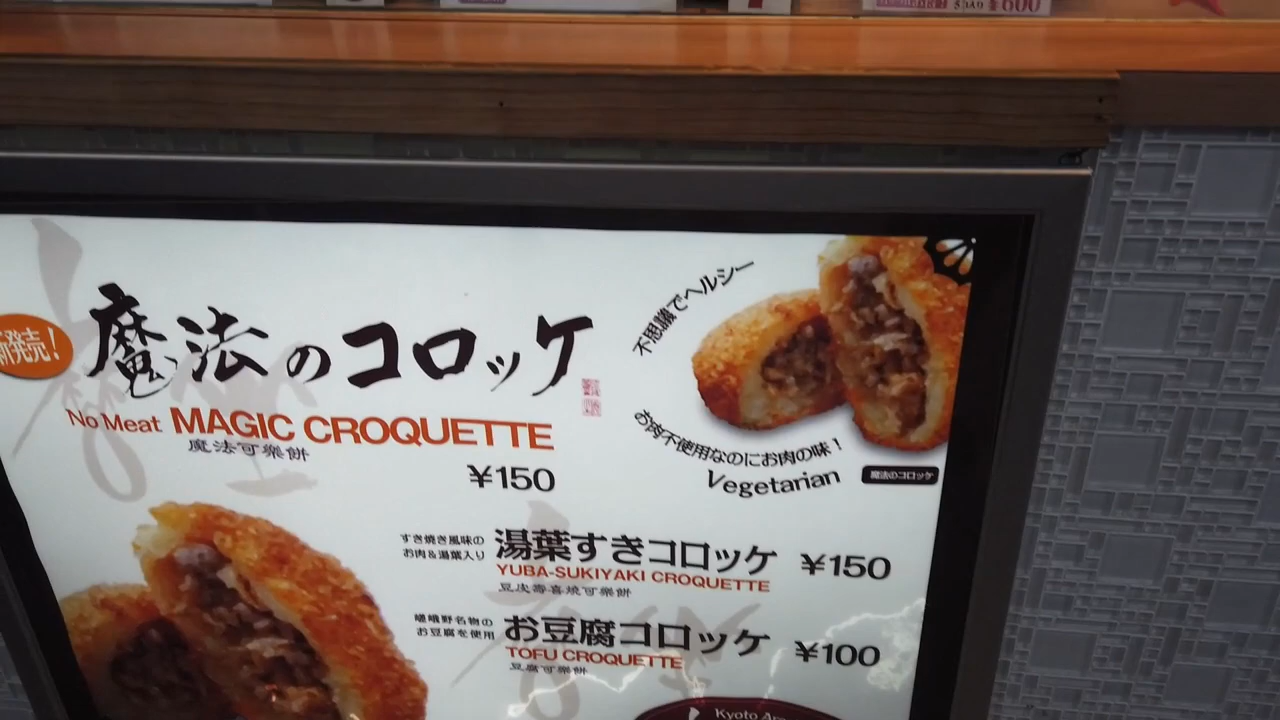 ¥600
新発売!
魔法のコロッケ
No Meat MAGIC CROQUETTE
魔法可樂餅
¥150
不思議でヘルシー
お肉不使用なのにお肉の味!
Vegetarian
魔法のコロッケ
すき焼き風味の
お肉&湯葉入り
湯葉すきコロッケ ¥150
YUBA-SUKIYAKI CROQUETTE
豆皮壽喜燒可樂餅
嵯峨野名物の
お豆腐を使用
お豆腐コロッケ ¥100
TOFU CROQUETTE
豆腐可樂餅
Kyoto